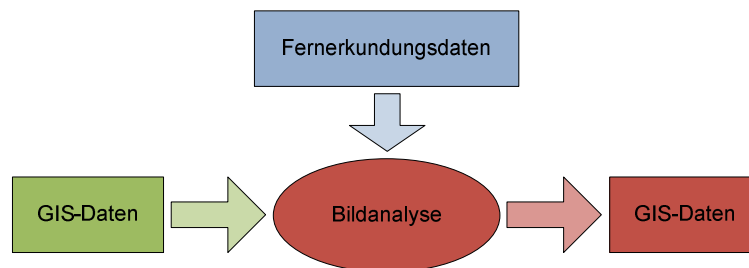 Fernerkundungsdaten
GIS-Daten
Bildanalyse
GIS-Daten